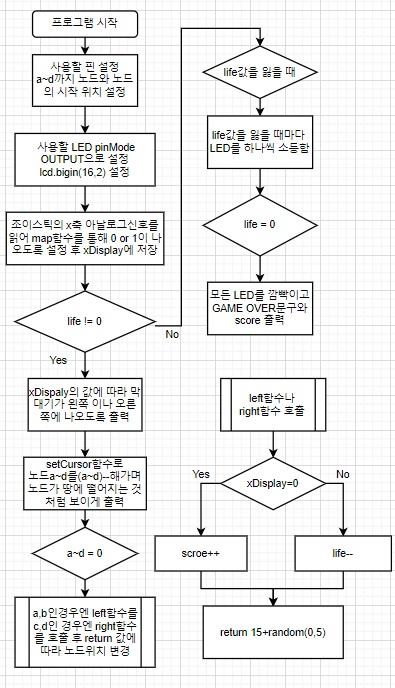 프로그램 시작
사용할 핀 설정
a~d까지 노드와 노드
의 시작 위치 설정
사용할 LED pinMode
OUTPUT으로 설정
lcd.bigin(16,2) 설정
조이스틱의 x축 아날로그신호를
읽어 map함수를 통해 0 or 1이 나
오도록 설정 후 xDisplay에 저장
life != 0
No
Yes
xDispaly의 값에 따라 막
대기가 왼쪽 이나 오른
쪽에 나오도록 출력
setCursor함수로
노드a~d를(a~d)--해가며
노드가 땅에 떨어지는 것
처럼 보이게 출력
a~d = 0
a,b인경우엔 left함수를
c,d인 경우엔 right함수
를 호출 후 return 값에
따라 노드위치 변경
life값을 잃을 때
life값을 잃을 때마다
LED를 하나씩 소등함
life = 0
모든 LED를 깜빡이고
GAME OVER문구와
score 출력
left함수나
right함수 호출
xDisplay=0
Yes
No
scroe++
life--
return 15+random(0,5)